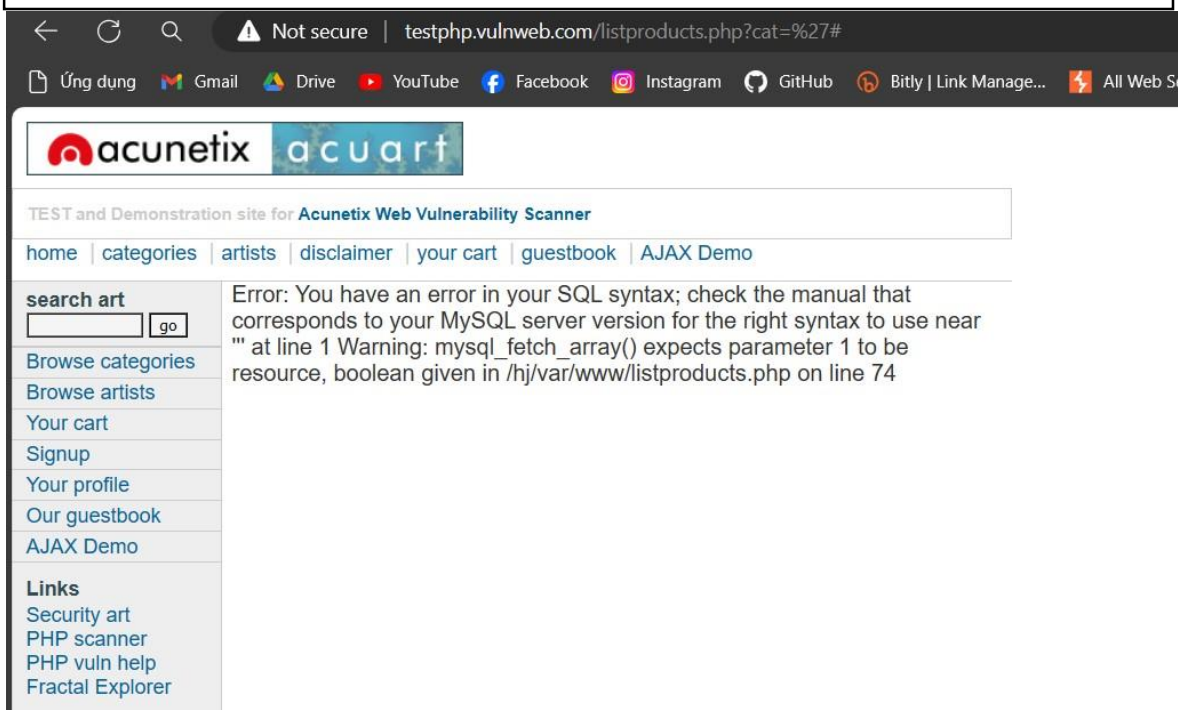 Not secure | testphp.vulnweb.com/listproducts.php?cat=%27#
Ứng dụng Gmail Drive YouTube Facebook Instagram GitHub Bitly | Link Manage... All Web S
acunetix acuart
TEST and Demonstration site for Acunetix Web Vulnerability Scanner
home | categories | artists | disclaimer | your cart | guestbook | AJAX Demo
search art
go
Browse categories
Browse artists
Your cart
Signup
Your profile
Our guestbook
AJAX Demo
Links
Security art
PHP scanner
PHP vuln help
Fractal Explorer
Error: You have an error in your SQL syntax; check the manual that
corresponds to your MySQL server version for the right syntax to use near
''' at line 1 Warning: mysql_fetch_array() expects parameter 1 to be
resource, boolean given in /hj/var/www/listproducts.php on line 74